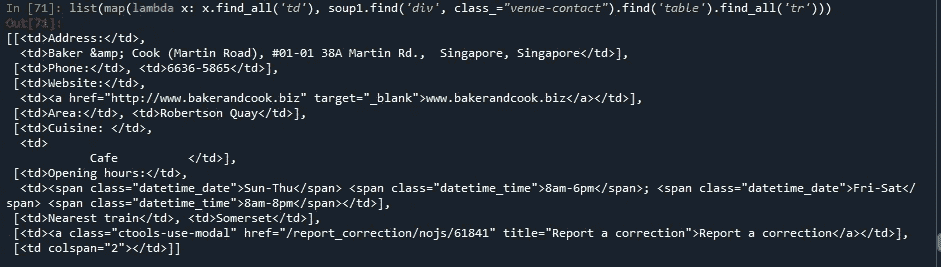 In [71]: list(map(lambda x: x.find_all('td'), soup1.find('div', class_="venue-contact").find('table').find_all('tr')))
Out[71]:
[[<td>Address:</td>,
<td>Baker &amp; Cook (Martin Road), #01-01 38A Martin Rd.,  Singapore, Singapore</td>],
[<td>Phone:</td>, <td>6636-5865</td>],
[<td>Website:</td>,
<td><a href="http://www.bakerandcook.biz" target="_blank">www.bakerandcook.biz</a></td>],
[<td>Area:</td>, <td>Robertson Quay</td>],
[<td>Cuisine: </td>,
<td>
Cafe          </td>],
[<td>Opening hours:</td>,
<td><span class="datetime_date">Sun-Thu</span> <span class="datetime_time">8am-6pm</span>; <span class="datetime_date">Fri-Sat</
span> <span class="datetime_time">8am-8pm</span></td>],
[<td>Nearest train</td>, <td>Somerset</td>],
[<td><a class="ctools-use-modal" href="/report_correction/nojs/61841" title="Report a correction">Report a correction</a></td>],
[<td colspan="2"></td>]]